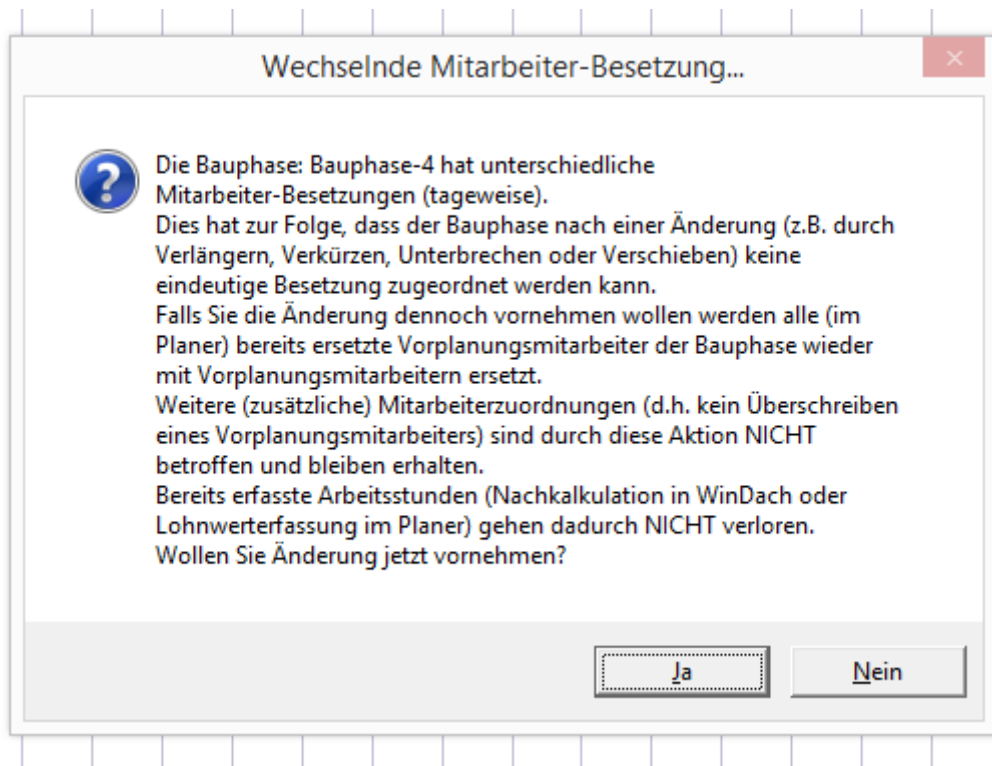 Wechselnde Mitarbeiter-Besetzung...
Die Bauphase: Bauphase-4 hat unterschiedliche
Mitarbeiter-Besetzungen (tageweise).
Dies hat zur Folge, dass der Bauphase nach einer Änderung (z.B. durch
Verlängern, Verkürzen, Unterbrechen oder Verschieben) keine
eindeutige Besetzung zugeordnet werden kann.
Falls Sie die Änderung dennoch vornehmen wollen werden alle (im
Planer) bereits ersetzte Vorplanungsmitarbeiter der Bauphase wieder
mit Vorplanungsmitarbeitern ersetzt.
Weitere (zusätzliche) Mitarbeiterzuordnungen (d.h. kein Überschreiben
eines Vorplanungsmitarbeiters) sind durch diese Aktion NICHT
betroffen und bleiben erhalten.
Bereits erfasste Arbeitsstunden (Nachkalkulation in WinDach oder
Lohnwerterfassung im Planer) gehen dadurch NICHT verloren.
Wollen Sie Änderung jetzt vornehmen?
Ja
Nein